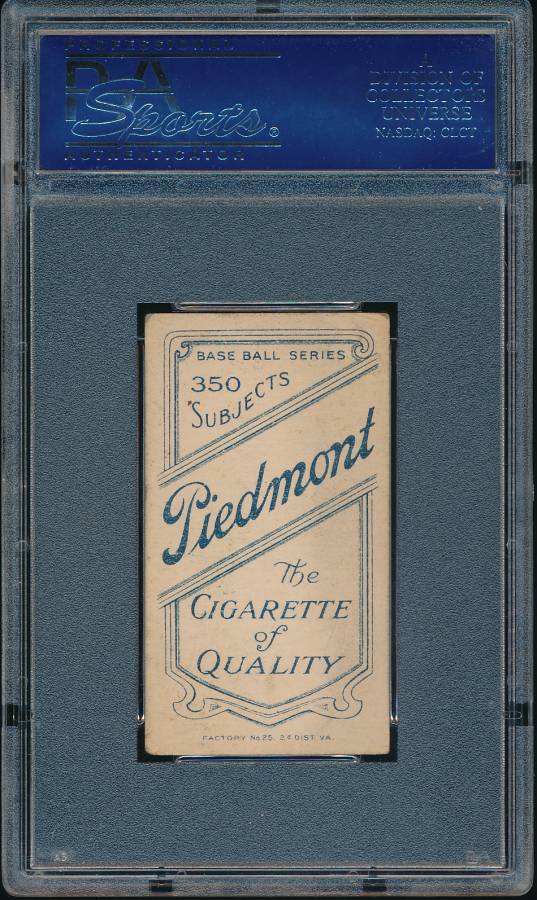 PROFESSIONAL
PSA
Sports®
AUTHENTICATOR
A
DIVISION OF
COLLECTORS
UNIVERSE
NASDAQ: CLCT
BASE BALL SERIES
350
SUBJECTS
Piedmont
The
CIGARETTE
of
QUALITY
FACTORY No. 25. 2d DIST. VA.